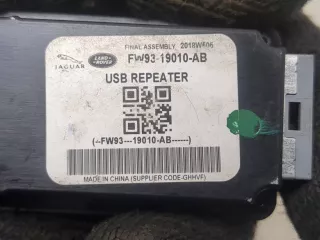 FINAL ASSEMBLY 2018W406
JAGUAR
LAND ROVER
FW93-19010-AB
USB REPEATER
(--FW93---19010-AB------)
MADE IN CHINA (SUPPLIER CODE-GHHVF)